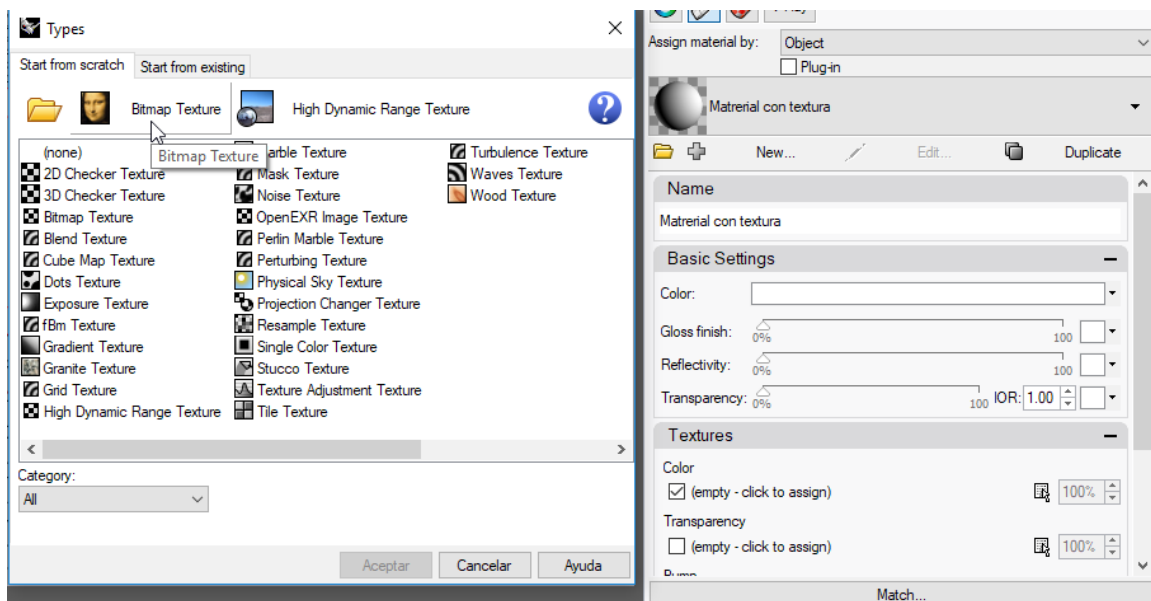 Types
Start from scratch Start from existing
Bitmap Texture High Dynamic Range Texture
(none)
2D Checker Texture
3D Checker Texture
Bitmap Texture
Blend Texture
Cube Map Texture
Dots Texture
Exposure Texture
fBm Texture
Gradient Texture
Granite Texture
Grid Texture
High Dynamic Range Texture
Bitmap Texture
arble Texture
Mask Texture
Noise Texture
OpenEXR Image Texture
Perlin Marble Texture
Perturbing Texture
Physical Sky Texture
Projection Changer Texture
Resample Texture
Single Color Texture
Stucco Texture
Texture Adjustment Texture
Tile Texture
Turbulence Texture
Waves Texture
Wood Texture
Category:
All
Aceptar Cancelar Ayuda
Assign material by: Object
Plug-in
Matrerial con textura
New... Edit... Duplicate
Name
Matrerial con textura
Basic Settings
Color:
Gloss finish: 0% 100
Reflectivity: 0% 100
Transparency: 0% 100 IOR: 1.00
Textures
Color
(empty - click to assign) 100%
Transparency
(empty - click to assign) 100%
Match...